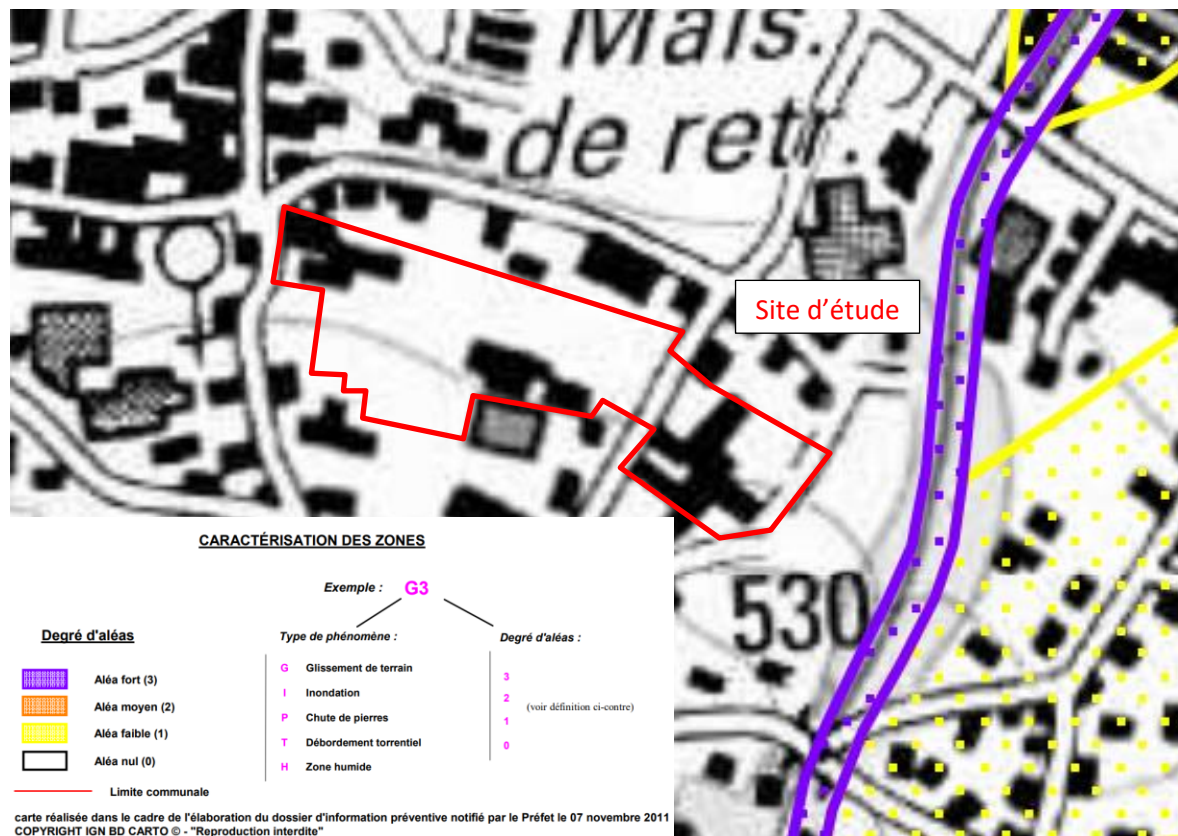 Mais.
de retr.
Site d'étude
530
CARACTÉRISATION DES ZONES
Exemple : G3
Degré d'aléas
Type de phénomène :
Degré d'aléas :
Aléa fort (3)
Aléa moyen (2)
Aléa faible (1)
Aléa nul (0)
Limite communale
G Glissement de terrain
I Inondation
P Chute de pierres
T Débordement torrentiel
H Zone humide
3
2
1
0
(voir définition ci-contre)
carte réalisée dans le cadre de l'élaboration du dossier d'information préventive notifié par le Préfet le 07 novembre 2011
COPYRIGHT IGN BD CARTO © - "Reproduction interdite"